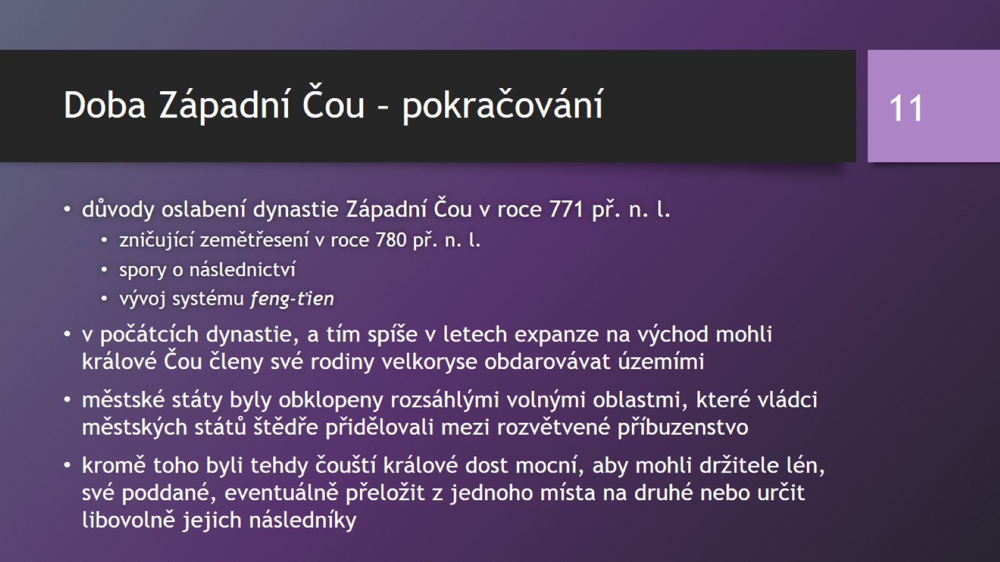 Doba Západní Čou – pokračování
11
• důvody oslabení dynastie Západní Čou v roce 771 př. n. l.
• zničující zemětřesení v roce 780 př. n. l.
• spory o následnictví
• vývoj systému feng-ťien
• v počátcích dynastie, a tím spíše v letech expanze na východ mohli
králové Čou členy své rodiny velkoryse obdarovávat územími
• městské státy byly obklopeny rozsáhlými volnými oblastmi, které vládci
městských států štědře přidělovali mezi rozvětvené příbuzenstvo
• kromě toho byli tehdy čouští králové dost mocní, aby mohli držitele lén,
své poddané, eventuálně přeložit z jednoho místa na druhé nebo určit
libovolně jejich následníky